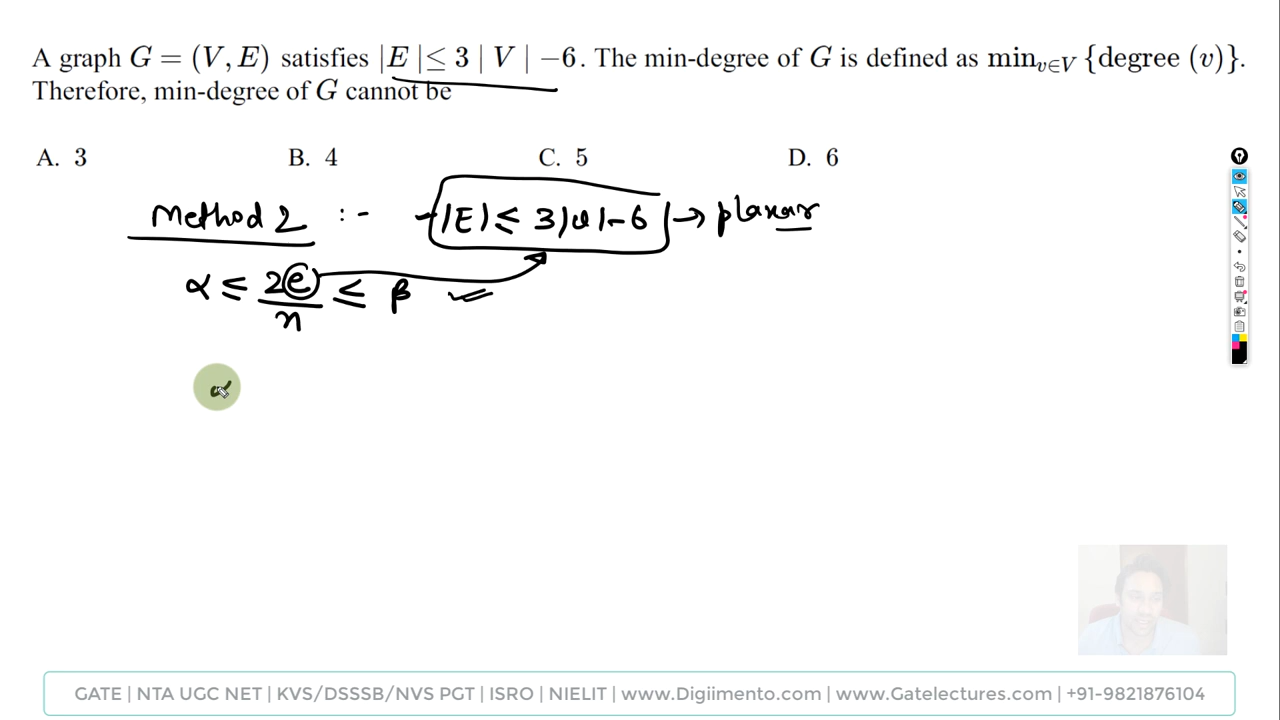 A graph G = (V, E) satisfies |E |≤ 3 | V | −6. The min-degree of G is defined as min_{v∈V} {degree (v)}.
Therefore, min-degree of G cannot be
A. 3 B. 4 C. 5 D. 6
Method 2 :- |E| ≤ 3|v|-6 → planar
α ≤ 2e/n ≤ β
α
GATE | NTA UGC NET | KVS/DSSSB/NVS PGT | ISRO | NIELIT | www.Digiimento.com | www.Gatelectures.com | +91-9821876104